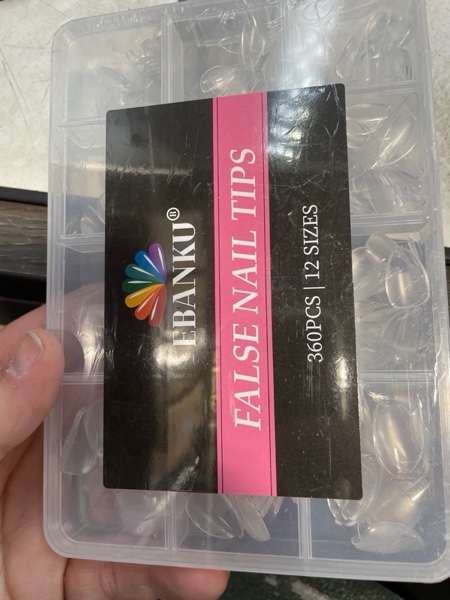 EBANKU®
FALSE NAIL TIPS
360PCS | 12 SIZES